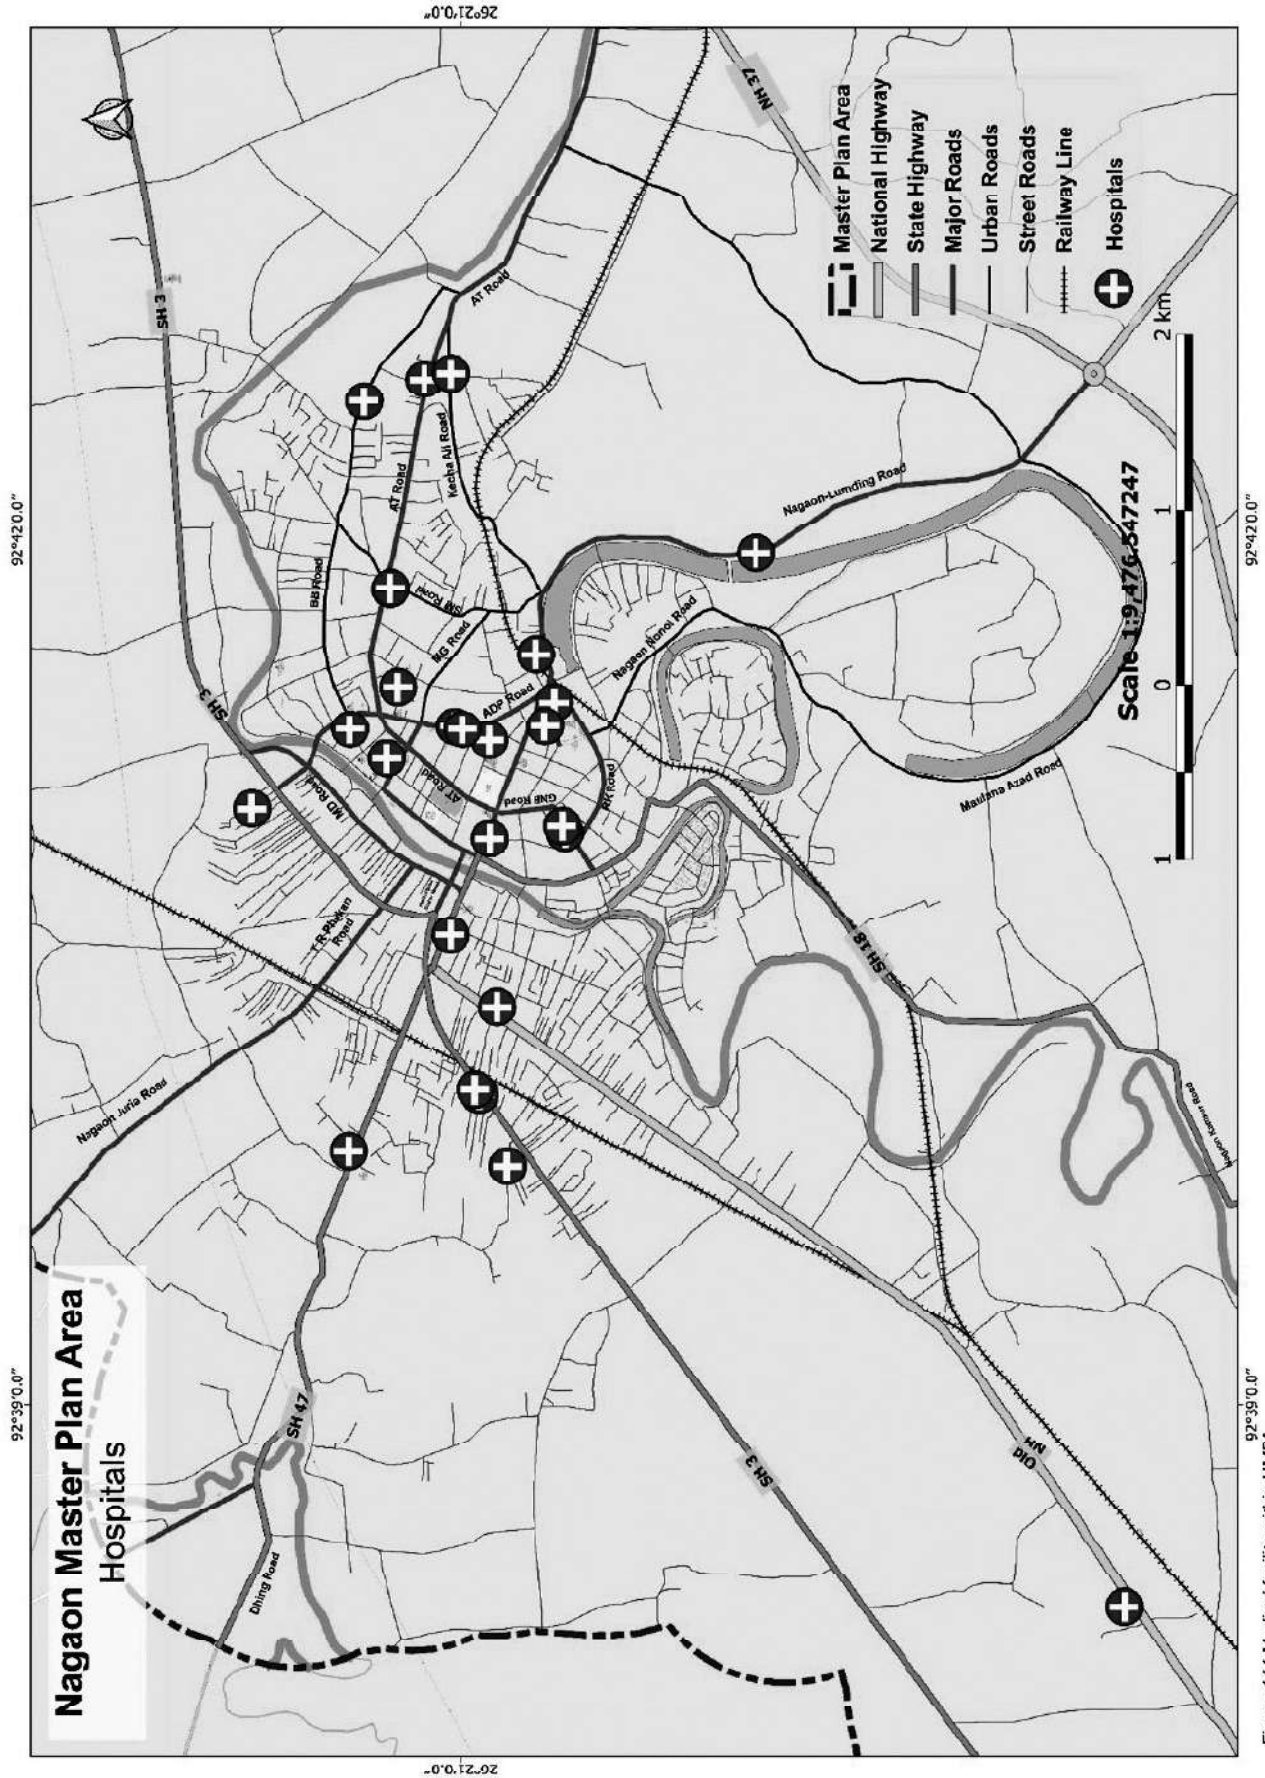 Nagaon Master Plan Area
Hospitals
92°39'0.0"
92°42'0.0"
26°21'0.0"
26°21'0.0"
92°39'0.0"
92°42'0.0"
SH 47
Dhing Road
Nagaon Juria Road
T R Phukan
Road
MD Road
SH 3
SH 3
BB Road
AT Road
AT Road
AT Road
Kacha Ali Road
SM Road
MG Road
ADP Road
GNB Road
RK Road
Nagaon Nonoi Road
Nagaon-Lumding Road
Maulana Azad Road
SH 18
SH 3
Old
NH
NH 37
Master Plan Area
National Highway
State Highway
Major Roads
Urban Roads
Street Roads
Railway Line
Hospitals
Scale 1:9,476.547247
1 0 1 2 km